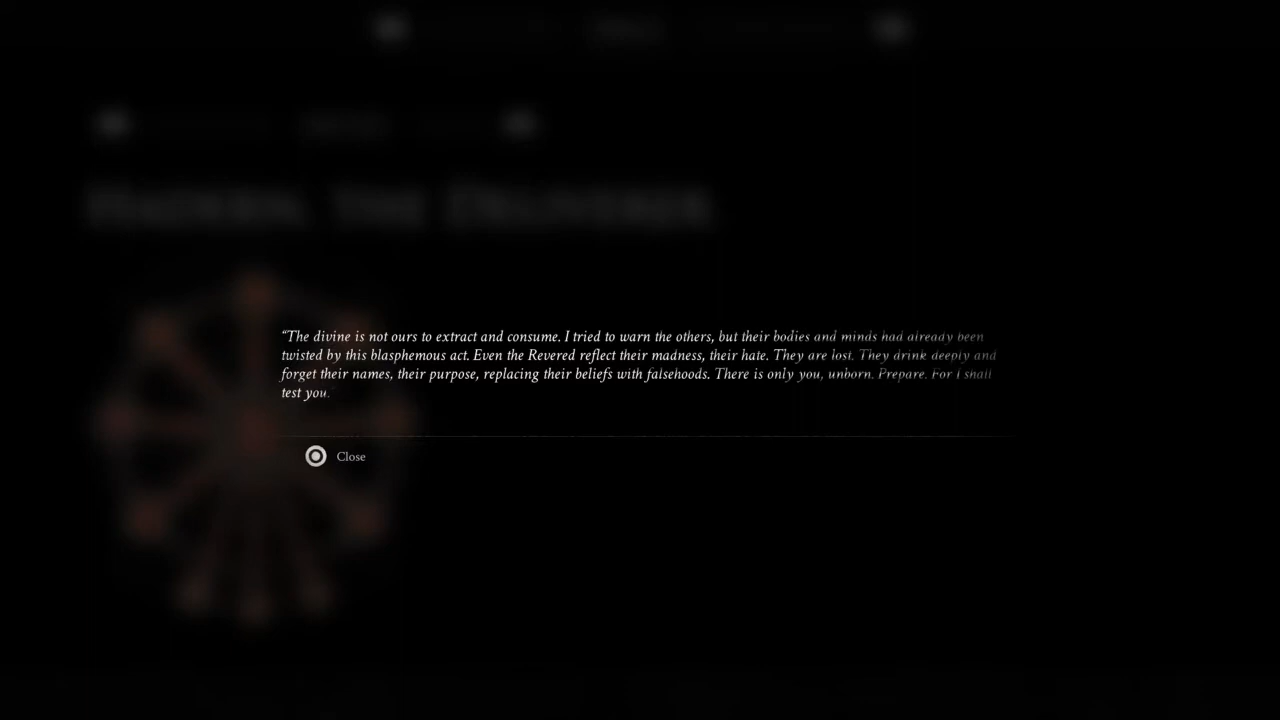 HADERN, THE DELIVERER
“The divine is not ours to extract and consume. I tried to warn the others, but their bodies and minds had already been
twisted by this blasphemous act. Even the Revered reflect their madness, their hate. They are lost. They drink deeply and
forget their names, their purpose, replacing their beliefs with falsehoods. There is only you, unborn. Prepare. For I shall
test you.
Close